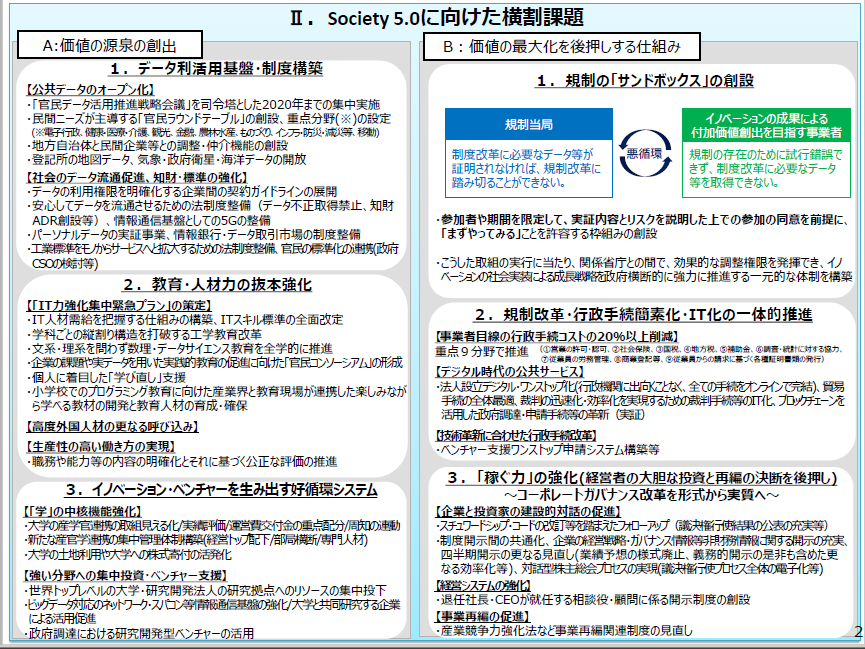 Ⅱ．Society 5.0に向けた横割課題
A:価値の源泉の創出
１．データ利活用基盤・制度構築
【公共データのオープン化】
・「官民データ活用推進戦略会議」を司令塔とした2020年までの集中実施
・民間ニーズが主導する「官民ラウンドテーブル」の創設、重点分野(※)の設定
(※電子行政、健康・医療・介護、観光、金融、農林水産、ものづくり、インフラ・防災・減災等、移動)
・地方自治体と民間企業等との調整・仲介機能の創設
・登記所の地図データ、気象・政府衛星・海洋データの開放
【社会のデータ流通促進、知財・標準の強化】
・データの利用権限を明確化する企業間の契約ガイドラインの展開
・安心してデータを流通させるための法制度整備（データ不正取得禁止、知財
ADR創設等）、情報通信基盤としての5Gの整備
・パーソナルデータの実証事業、情報銀行・データ取引市場の制度整備
・工業標準をモノからサービスへと拡大するための法制度整備、官民の標準化の連携(政府
CSOの検討等)
２．教育・人材力の抜本強化
【「IT力強化集中緊急プラン」の策定】
・IT人材需給を把握する仕組みの構築、ITスキル標準の全面改定
・学科ごとの縦割り構造を打破する工学教育改革
・文系・理系を問わず数理・データサイエンス教育を全学的に推進
・企業の課題や実データを用いた実践的教育の促進に向けた「官民コンソーシアム」の形成
・個人に着目した「学び直し」支援
・小学校でのプログラミング教育に向けた産業界と教育現場が連携した楽しみなが
ら学べる教材の開発と教育人材の育成・確保
【高度外国人材の更なる呼び込み】
【生産性の高い働き方の実現】
・職務や能力等の内容の明確化とそれに基づく公正な評価の推進
３．イノベーション・ベンチャーを生み出す好循環システム
【「学」の中核機能強化】
・大学の産学官連携の取組見える化/実績評価/運営費交付金の重点配分/周知の連動
・新たな産官学連携の集中管理体制構築(経営トップ配下/部局横断/専門人材)
・大学の土地利用や大学への株式寄付の活発化
【強い分野への集中投資・ベンチャー支援】
・世界トップレベルの大学・研究開発法人の研究拠点へのリソースの集中投下
・ビッグデータ対応のネットワーク・スパコン等情報通信基盤の強化/大学と共同研究する企業
による活用促進
・政府調達における研究開発型ベンチャーの活用
B：価値の最大化を後押しする仕組み
１．規制の「サンドボックス」の創設
規制当局
制度改革に必要なデータ等が
証明されなければ、規制改革に
踏み切ることができない。
悪循環
イノベーションの成果による
付加価値創出を目指す事業者
規制の存在のために試行錯誤で
きず、制度改革に必要なデータ
等を取得できない。
・参加者や期間を限定して、実証内容とリスクを説明した上での参加の同意を前提に、
「まずやってみる」ことを許容する枠組みの創設
・こうした取組の実行に当たり、関係省庁との間で、効果的な調整権限を発揮でき、イノ
ベーションの社会実装による成長戦略を政府横断的に強力に推進する一元的な体制を構築
２．規制改革・行政手続簡素化・IT化の一体的推進
【事業者目線の行政手続コストの20%以上削減】
重点９分野で推進（①営業の許可・認可、②社会保険、③国税、④地方税、⑤補助金、⑥調査・統計に対する協力、
⑦従業員の労務管理、⑧商業登記等、⑨従業員からの請求に基づく各種証明書類の発行）
【デジタル時代の公共サービス】
・法人設立デジタル・ワンストップ化(行政機関に出向くことなく、全ての手続をオンラインで完結)、貿易
手続の全体最適、裁判の迅速化・効率化を実現するための裁判手続等のIT化、ブロックチェーンを
活用した政府調達・申請手続等の革新（実証）
【技術革新に合わせた行政手続改革】
・ベンチャー支援ワンストップ申請システム構築等
３．「稼ぐ力」の強化(経営者の大胆な投資と再編の決断を後押し)
～コーポレートガバナンス改革を形式から実質へ～
【企業と投資家の建設的対話の促進】
・スチュワードシップ・コードの改訂等を踏まえたフォローアップ（議決権行使結果の公表の充実等）
・制度開示間の共通化、企業の経営戦略・ガバナンス情報等非財務情報に関する開示の充実、
四半期開示の更なる見直し(業績予想の様式廃止、義務的開示の是非も含めた更
なる効率化等）、対話型株主総会プロセスの実現(議決権行使プロセス全体の電子化等)
【経営システムの強化】
・退任社長・CEOが就任する相談役・顧問に係る開示制度の創設
【事業再編の促進】
・産業競争力強化法など事業再編関連制度の見直し
2